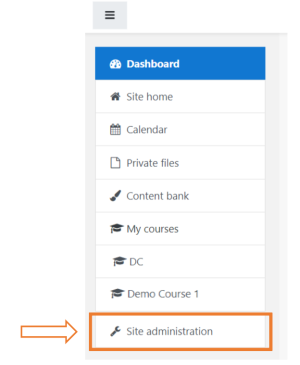 Dashboard
Site home
Calendar
Private files
Content bank
My courses
DC
Demo Course 1
Site administration